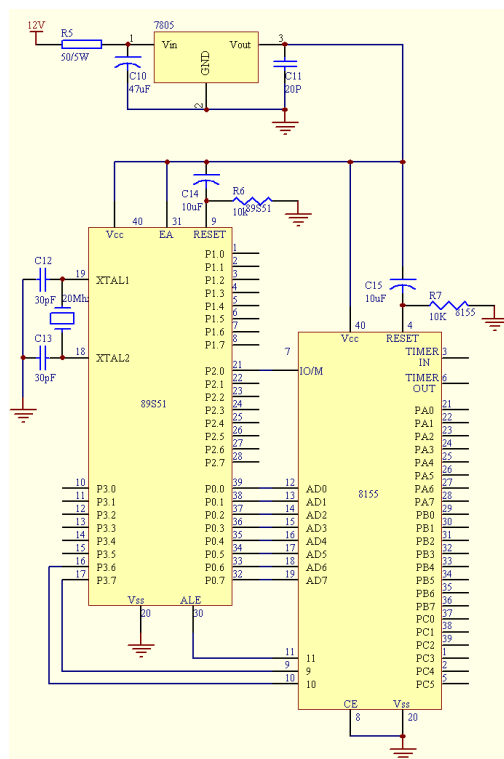 12V
R5
50/5W
7805
1
Vin
Vout
3
GND
2
C10
47uF
C11
20P
C14
10uF
R6
10k
89S51
40
31
9
Vcc
EA
RESET
C12
30pF
19
XTAL1
20Mhz
C13
30pF
18
XTAL2
P1.0
1
P1.1
2
P1.2
3
P1.3
4
P1.4
5
P1.5
6
P1.6
7
P1.7
8
P2.0
21
P2.1
22
P2.2
23
P2.3
24
P2.4
25
P2.5
26
P2.6
27
P2.7
28
89S51
10
P3.0
P0.0
39
11
P3.1
P0.1
38
12
P3.2
P0.2
37
13
P3.3
P0.3
36
14
P3.4
P0.4
35
15
P3.5
P0.5
34
16
P3.6
P0.6
33
17
P3.7
P0.7
32
Vss
20
ALE
30
C15
10uF
R7
10K
8155
40
4
Vcc
RESET
7
IO/M
TIMER
IN
3
TIMER
OUT
6
PA0
21
PA1
22
PA2
23
PA3
24
PA4
25
PA5
26
PA6
27
PA7
28
PB0
29
PB1
30
PB2
31
PB3
32
PB4
33
PB5
34
PB6
35
PB7
36
PC0
37
PC1
38
PC2
39
PC3
1
PC4
2
PC5
5
12
AD0
13
AD1
14
AD2
15
AD3
16
AD4
17
AD5
18
AD6
19
AD7
8155
11
11
9
9
10
10
CE
8
Vss
20